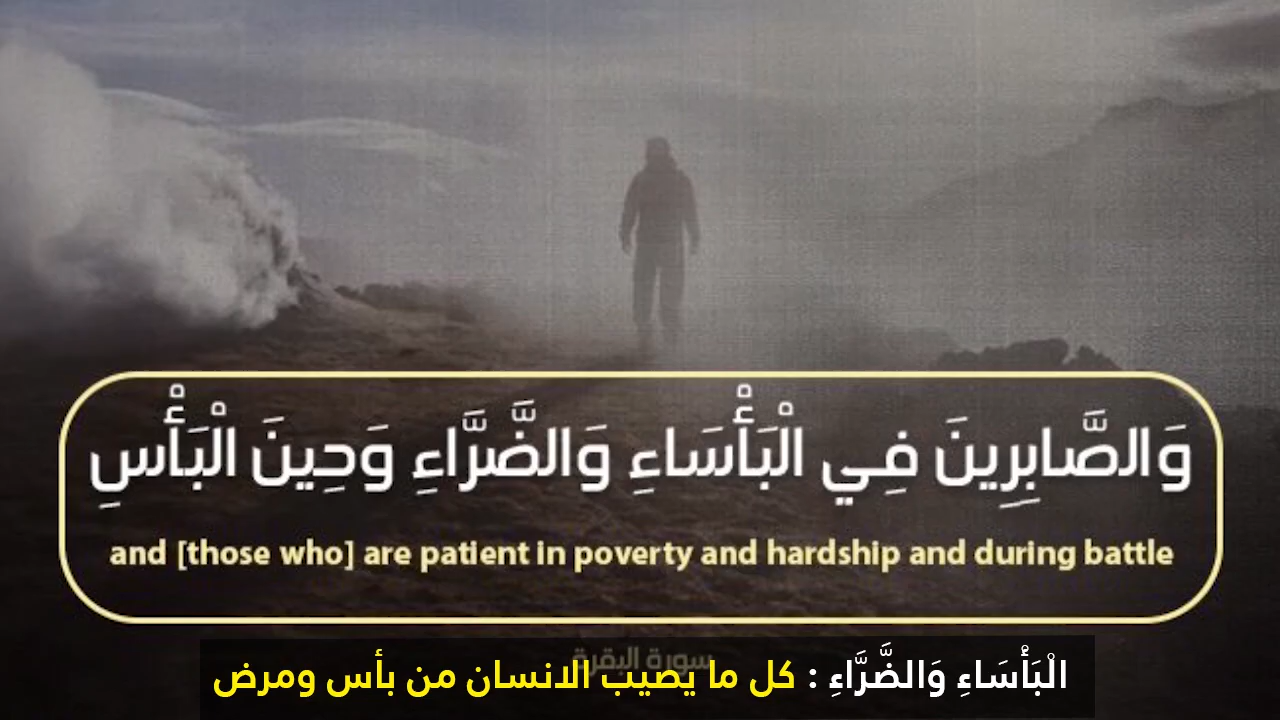 وَالصَّابِرِينَ فِي الْبَأْسَاءِ وَالضَّرَّاءِ وَحِينَ الْبَأْسِ
and [those who] are patient in poverty and hardship and during battle
سورة البقرة
الْبَأْسَاءِ وَالضَّرَّاءِ : كل ما يصيب الانسان من بأس ومرض